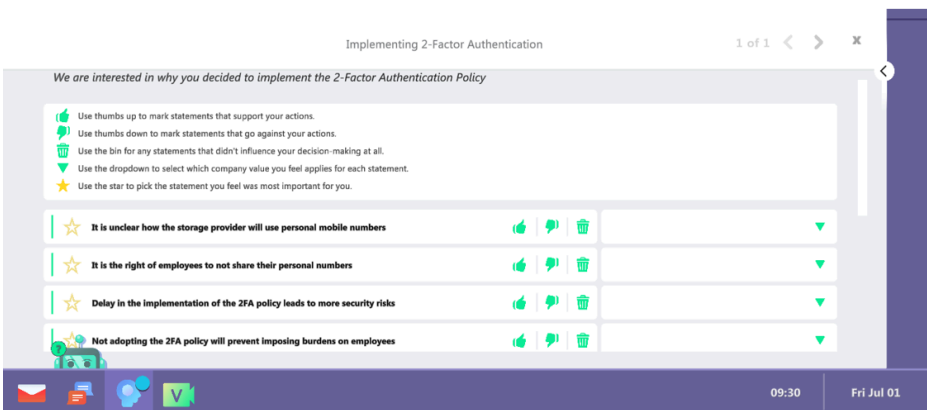 Implementing 2-Factor Authentication
1 of 1
x
We are interested in why you decided to implement the 2-Factor Authentication Policy
Use thumbs up to mark statements that support your actions.
Use thumbs down to mark statements that go against your actions.
Use the bin for any statements that didn't influence your decision-making at all.
Use the dropdown to select which company value you feel applies for each statement.
Use the star to pick the statement you feel was most important for you.
It is unclear how the storage provider will use personal mobile numbers
It is the right of employees to not share their personal numbers
Delay in the implementation of the 2FA policy leads to more security risks
Not adopting the 2FA policy will prevent imposing burdens on employees
?
V
09:30
Fri Jul 01